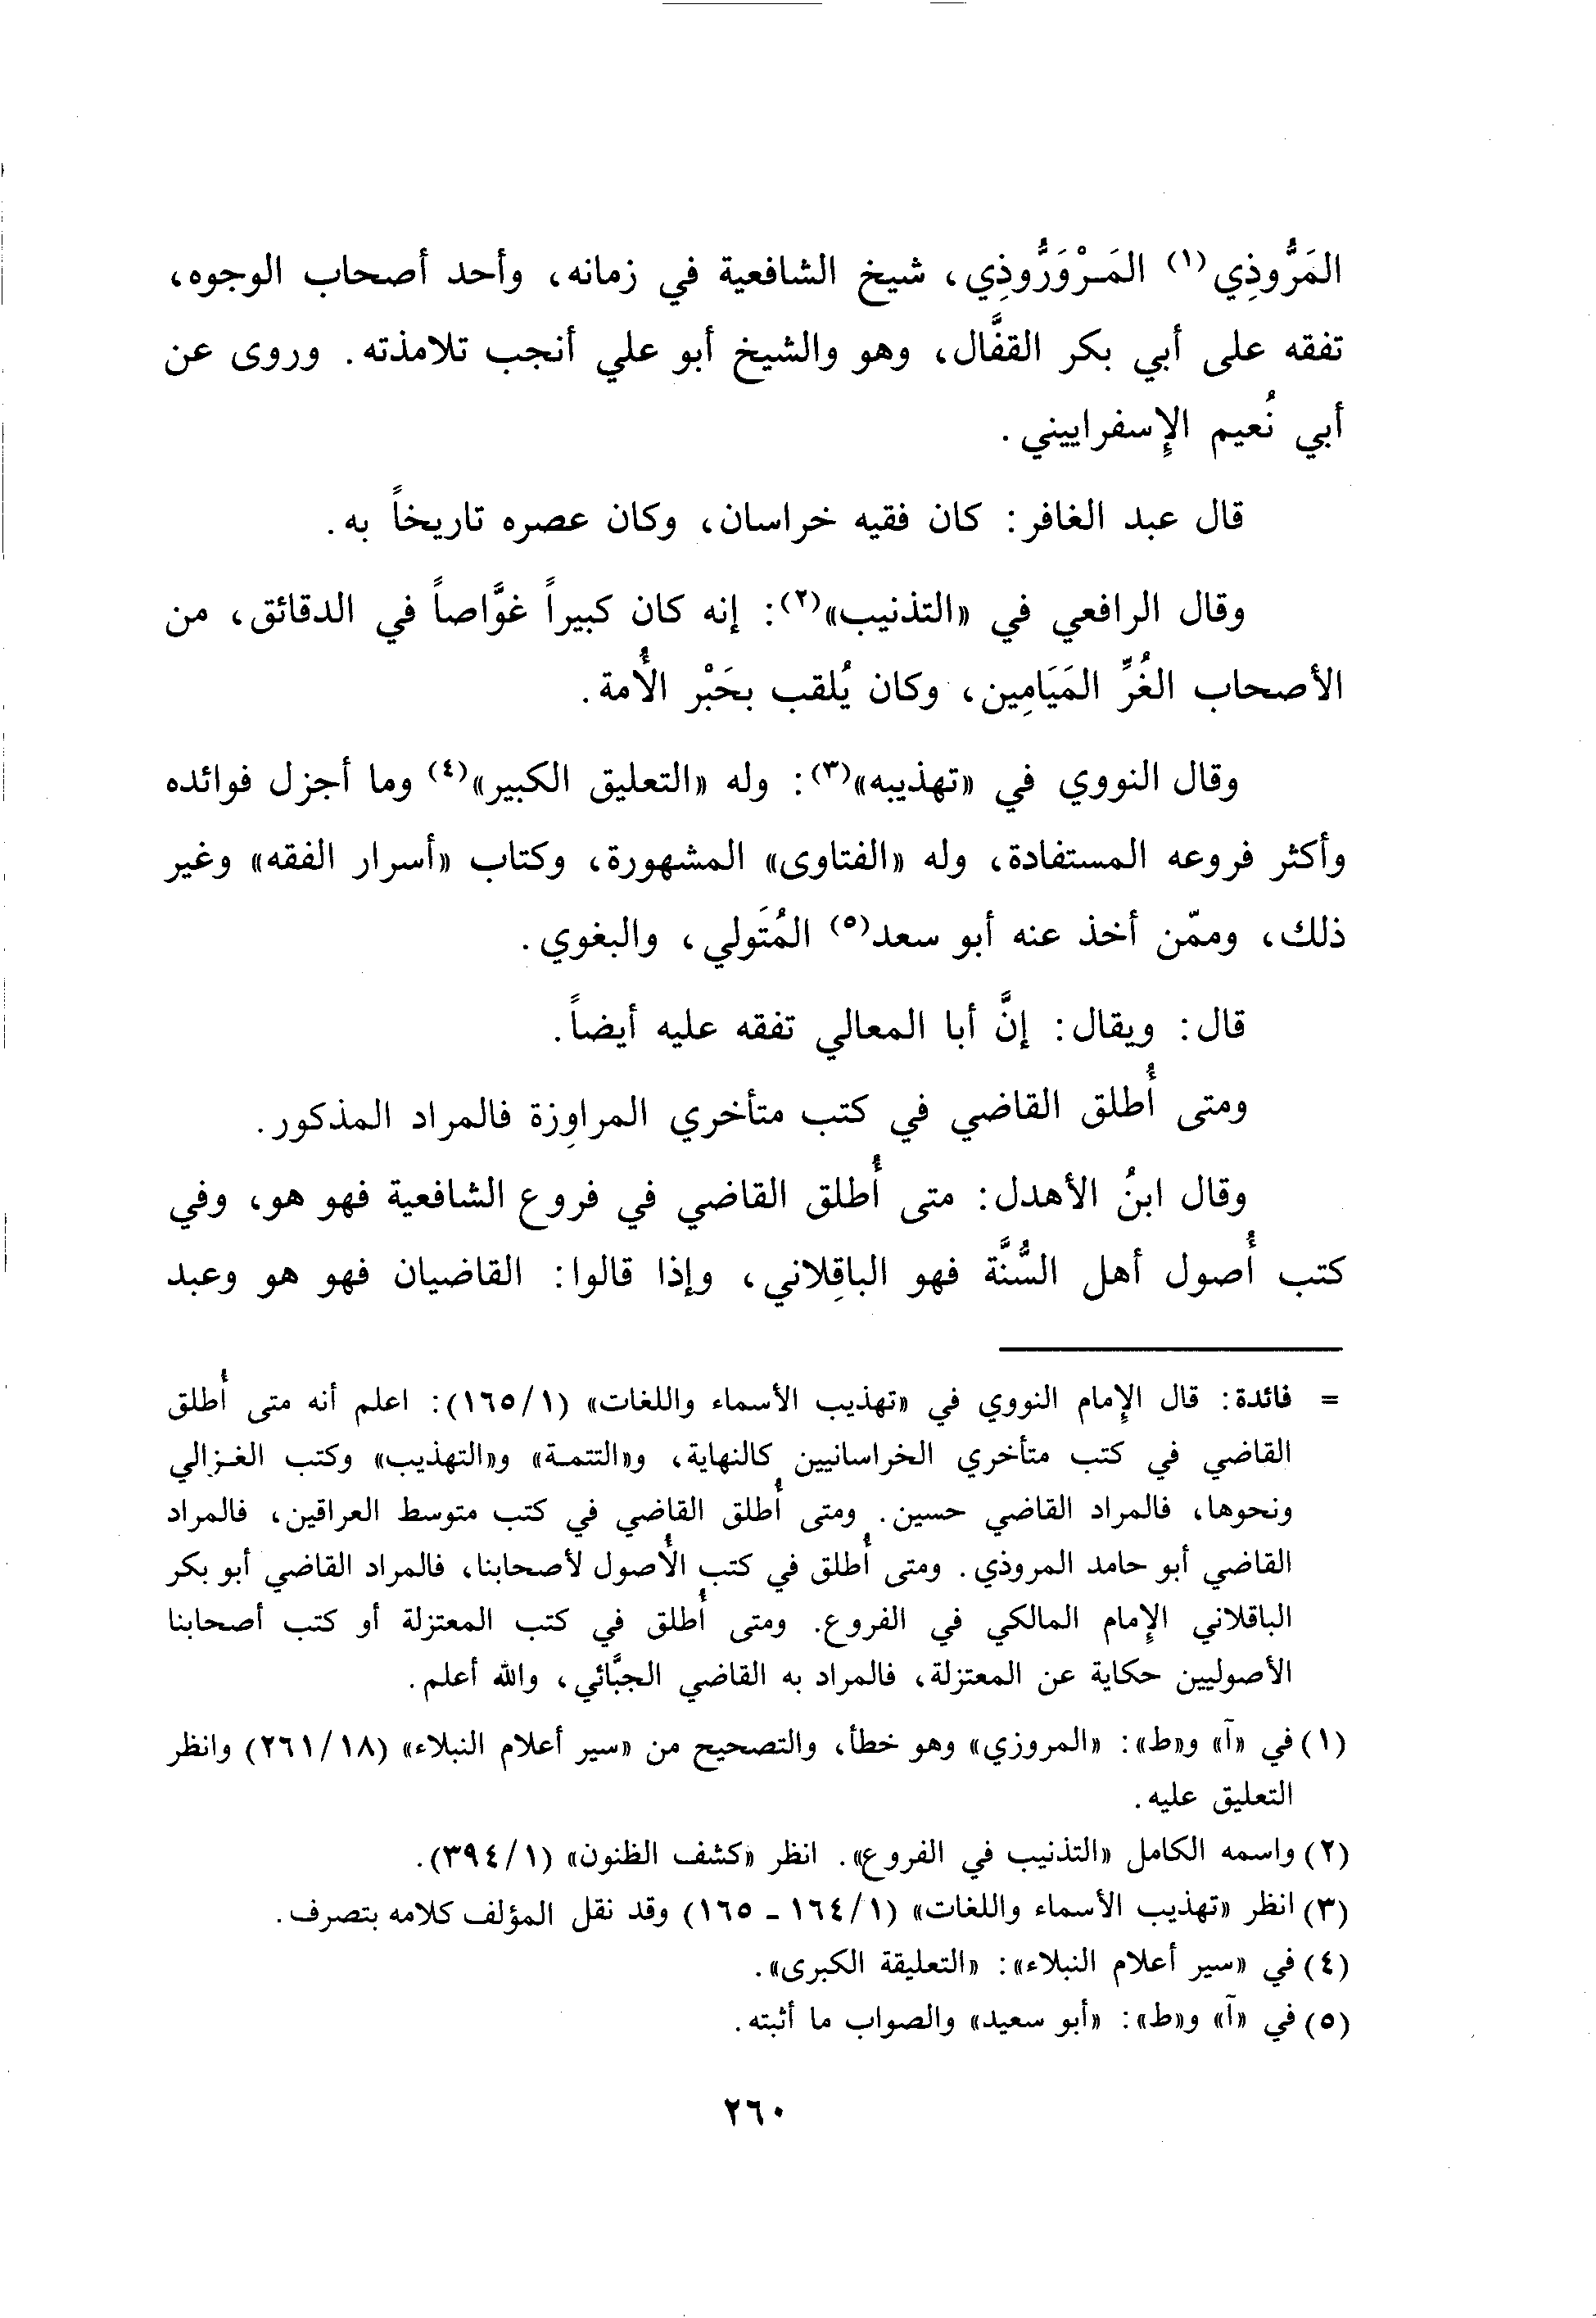 المَرُّوذِي(١) المَـرْوَرُّوذِي، شيخ الشافعية في زمانه، وأحد أصحاب الوجوه،
تفقه على أبي بكر القفَّال، وهو والشيخ أبو علي أنجب تلامذته. وروى عن
أبي نُعيم الإِسفراييني.
قال عبد الغافر: كان فقيه خراسان، وكان عصره تاريخاً به.
وقال الرافعي في «التذنيب»(٢): إنه كان كبيراً غوَّاصاً في الدقائق، من
الأصحاب الغُرِّ المَيَامِين، وكان يُلقب بحَبْر الأُمة.
وقال النووي في «تهذيبه»(٣): وله «التعليق الكبير»(٤) وما أجزل فوائده
وأكثر فروعه المستفادة، وله «الفتاوى» المشهورة، وكتاب «أسرار الفقه» وغير
ذلك، وممّن أخذ عنه أبو سعد(٥) المُتَولي، والبغوي.
قال: ويقال: إنَّ أبا المعالي تفقه عليه أيضاً.
ومتى أُطلق القاضي في كتب متأخري المراوِزة فالمراد المذكور.
وقال ابنُ الأهدل: متى أُطلق القاضي في فروع الشافعية فهو هو، وفي
كتب أُصول أهل السُّنَّة فهو الباقِلاني، وإذا قالوا: القاضيان فهو هو وعبد
= فائدة: قال الإِمام النووي في «تهذيب الأسماء واللغات» (١/١٦٥): اعلم أنه متى أُطلق
القاضي في كتب متأخري الخراسانيين كالنهاية، و«التتمـة» و«التهذيب» وكتب الغـزالي
ونحوها، فالمراد القاضي حسين. ومتى أُطلق القاضي في كتب متوسط العراقين، فالمراد
القاضي أبو حامد المروذي. ومتى أُطلق في كتب الأُصول لأصحابنا، فالمراد القاضي أبو بكر
الباقلاني الإِمام المالكي في الفروع. ومتى أُطلق في كتب المعتزلة أو كتب أصحابنا
الأصوليين حكاية عن المعتزلة، فالمراد به القاضي الجبَّائي، والله أعلم.
(١) في «آ» و«ط»: «المروزي» وهو خطأ، والتصحيح من «سير أعلام النبلاء» (١٨/٢٦١) وانظر
التعليق عليه.
(٢) واسمه الكامل «التذنيب في الفروع». انظر «كشف الظنون» (١/٣٩٤).
(٣) انظر «تهذيب الأسماء واللغات» (١/١٦٤ - ١٦٥) وقد نقل المؤلف كلامه بتصرف.
(٤) في «سير أعلام النبلاء»: «التعليقة الكبرى».
(٥) في «آ» و«ط»: «أبو سعيد» والصواب ما أثبته.
٢٦٠